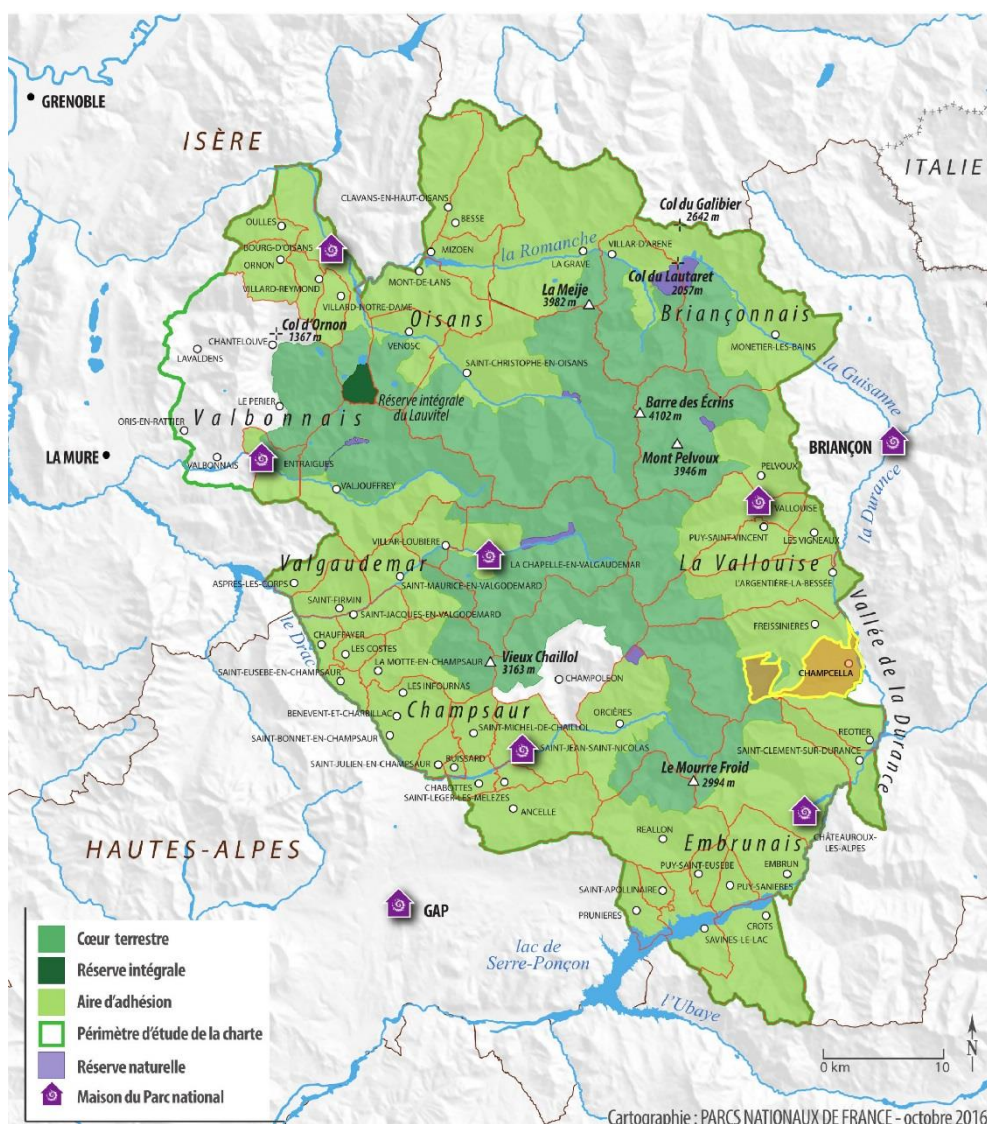 GRENOBLE
ISÈRE
ITALIE
CLAVANS-EN-HAUT-OISANS
BESSE
Col du Galibier
2642 m
OULLES
BOURG-D'OISANS
MIZOEN
la Romanche
VILLAR-D'ARENE
LA GRAVE
ORNON
MONT-DE-LANS
Col du Lautaret
2057m
VILLARD-REYMOND
VILLARD-NOTRE-DAME
La Meije
3982 m
Oisans
Briançonnais
Col d'Ornon
1367 m
CHANTELOUVE
LAVALDENS
VENOSC
MONETIER-LES-BAINS
SAINT-CHRISTOPHE-EN-OISANS
la Guisanne
Réserve intégrale
du Lauvitel
LE PERIER
Barre des Écrins
4102 m
Valbonnais
ORIS-EN-RATTIER
Mont Pelvoux
3946 m
BRIANÇON
LA MURE
VALBONNAIS
ENTRAIGUES
PELVOUX
la Durance
VALJOUFFREY
VALLOUISE
PUY-SAINT-VINCENT
LES VIGNEAUX
VILLAR-LOUBIERE
LA CHAPELLE-EN-VALGAUDEMAR
La Vallouise
Valgaudemar
ASPRES-LES-CORPS
SAINT-MAURICE-EN-VALGODEMARD
L'ARGENTIÈRE-LA-BESSÉE
SAINT-FIRMIN
SAINT-JACQUES-EN-VALGODEMARD
Vallée de la Durance
FREISSINIERES
le Drac
CHAUFFAYER
LES COSTES
LA MOTTE-EN-CHAMPSAUR
Vieux Chaillol
3163 m
CHAMPOLEON
CHAMPCELLA
SAINT-EUSEBE-EN-CHAMPSAUR
LES INFOURNAS
BENEVENT-ET-CHARBILLAC
Champsaur
ORCIÈRES
SAINT-MICHEL-DE-CHAILLOL
REOTIER
SAINT-BONNET-EN-CHAMPSAUR
SAINT-JEAN-SAINT-NICOLAS
SAINT-CLEMENT-SUR-DURANCE
SAINT-JULIEN-EN-CHAMPSAUR
BUISSARD
Le Mourre Froid
2994 m
CHABOTTES
SAINT-LEGER-LES-MELEZES
ANCELLE
REALLON
Embrunais
CHÂTEAUROUX-
LES-ALPES
HAUTES-ALPES
PUY-SAINT-EUSEBE
EMBRUN
SAINT-APOLLINAIRE
PUY-SANIERES
GAP
PRUNIERES
CROTS
SAVINES-LE-LAC
lac de
Serre-Ponçon
l'Ubaye
Cœur terrestre
Réserve intégrale
Aire d'adhésion
Périmètre d'étude de la charte
Réserve naturelle
Maison du Parc national
N
0 km 10
Cartographie : PARCS NATIONAUX DE FRANCE - octobre 2016